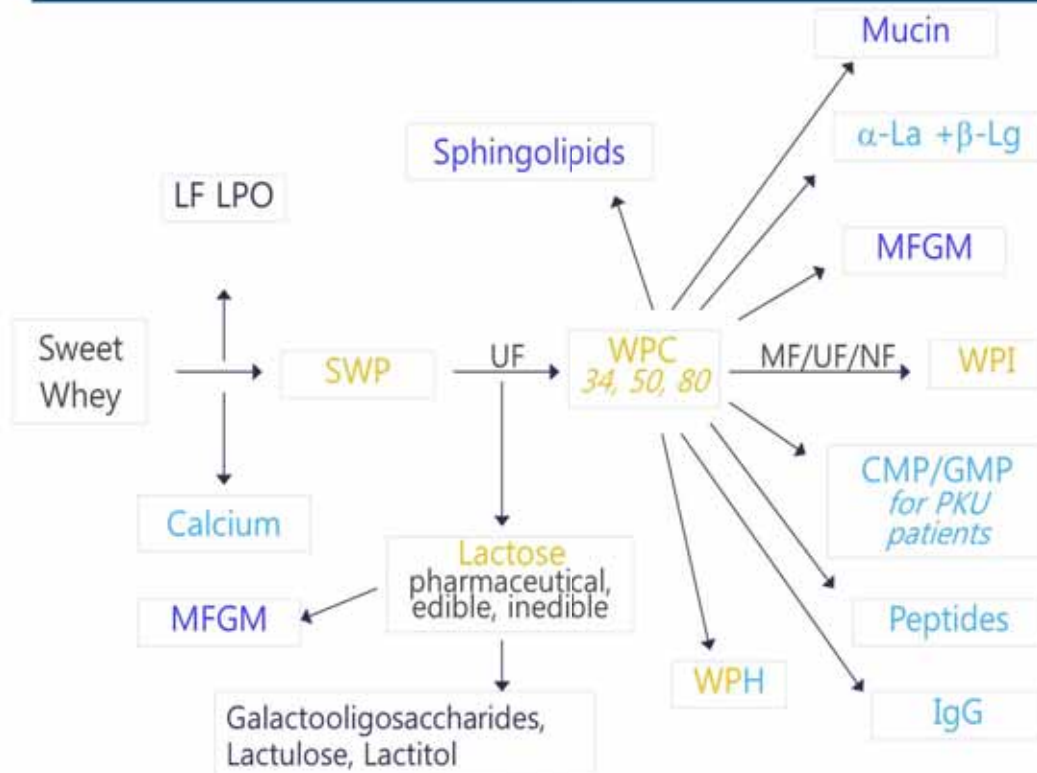 Mucin
α-La +β-Lg
Sphingolipids
LF LPO
MFGM
Sweet
Whey
SWP
UF
WPC
34, 50, 80
MF/UF/NF
WPI
CMP/GMP
for PKU
patients
Calcium
Lactose
pharmaceutical,
edible, inedible
MFGM
Peptides
WPH
IgG
Galactooligosaccharides,
Lactulose, Lactitol